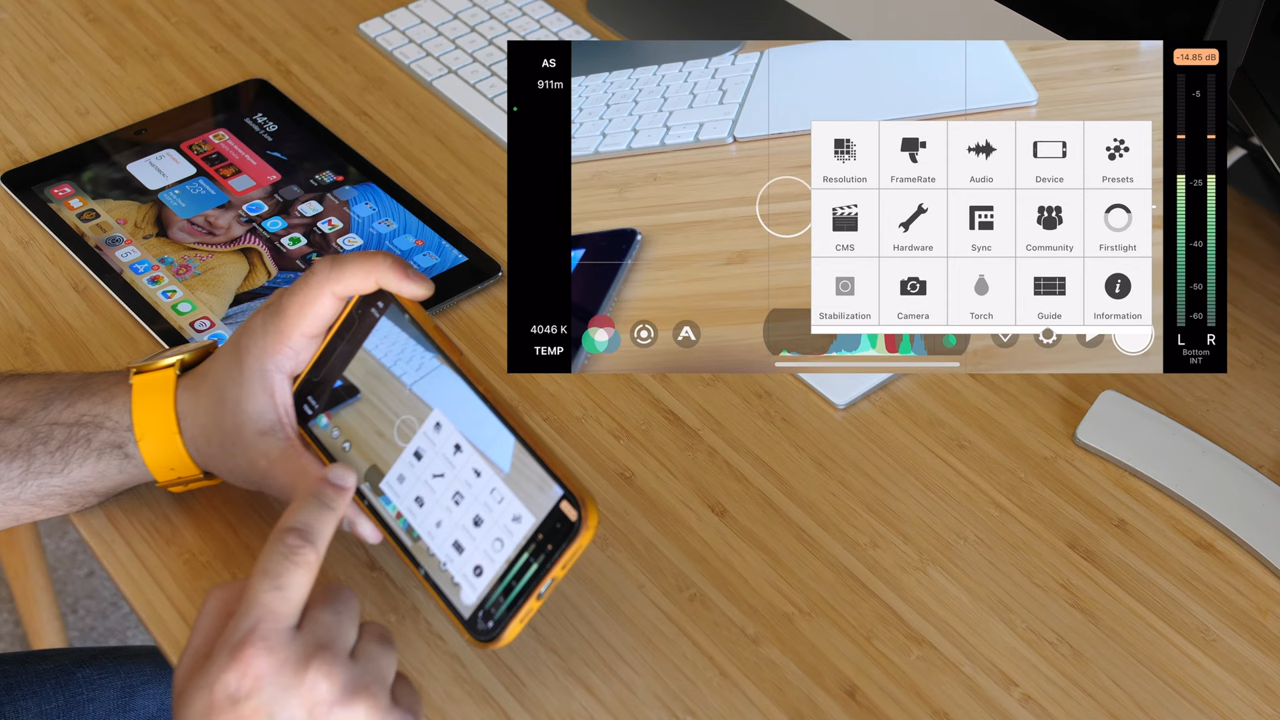 14:19
23°
AS
911m
4046 K
TEMP
Resolution
FrameRate
Audio
Device
Presets
CMS
Hardware
Sync
Community
Firstlight
Stabilization
Camera
Torch
Guide
Information
-14.85 dB
-5
-25
-40
-50
-60
L R
Bottom
INT